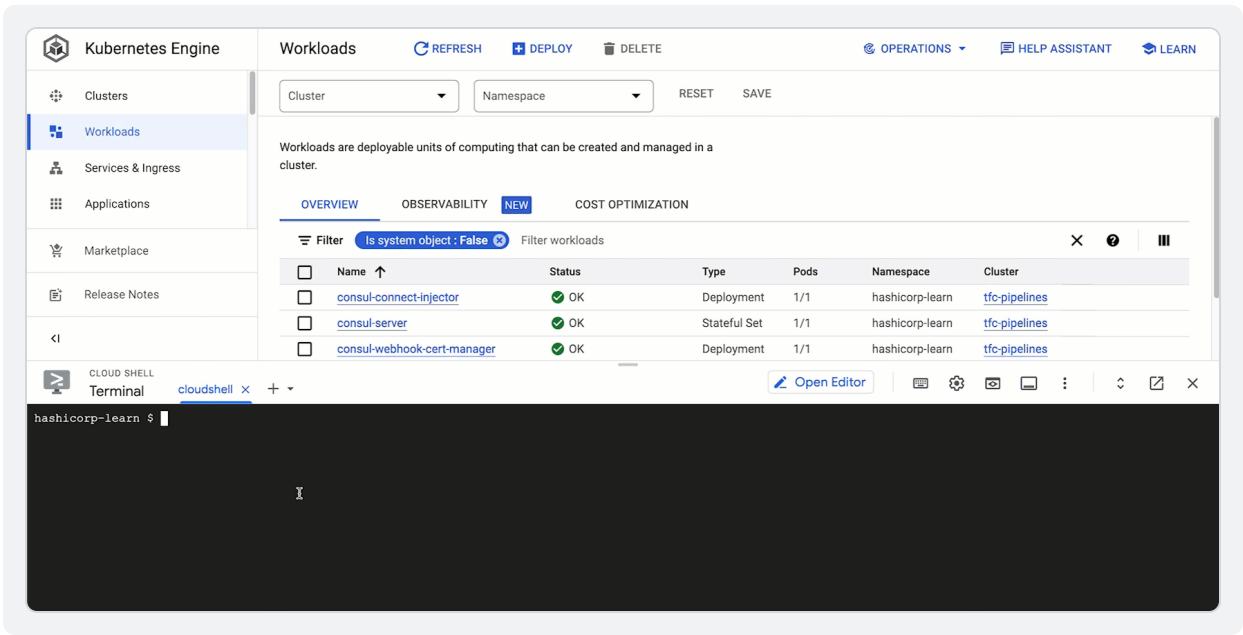 Kubernetes Engine
Workloads
REFRESH
DEPLOY
DELETE
OPERATIONS
HELP ASSISTANT
LEARN
Clusters
Workloads
Services & Ingress
Applications
Marketplace
Release Notes
Cluster
Namespace
RESET
SAVE
Workloads are deployable units of computing that can be created and managed in a
cluster.
OVERVIEW
OBSERVABILITY NEW
COST OPTIMIZATION
Filter Is system object : False Filter workloads
Name Status Type Pods Namespace Cluster
consul-connect-injector OK Deployment 1/1 hashicorp-learn tfc-pipelines
consul-server OK Stateful Set 1/1 hashicorp-learn tfc-pipelines
consul-webhook-cert-manager OK Deployment 1/1 hashicorp-learn tfc-pipelines
CLOUD SHELL
Terminal
cloudshell
Open Editor
hashicorp-learn $